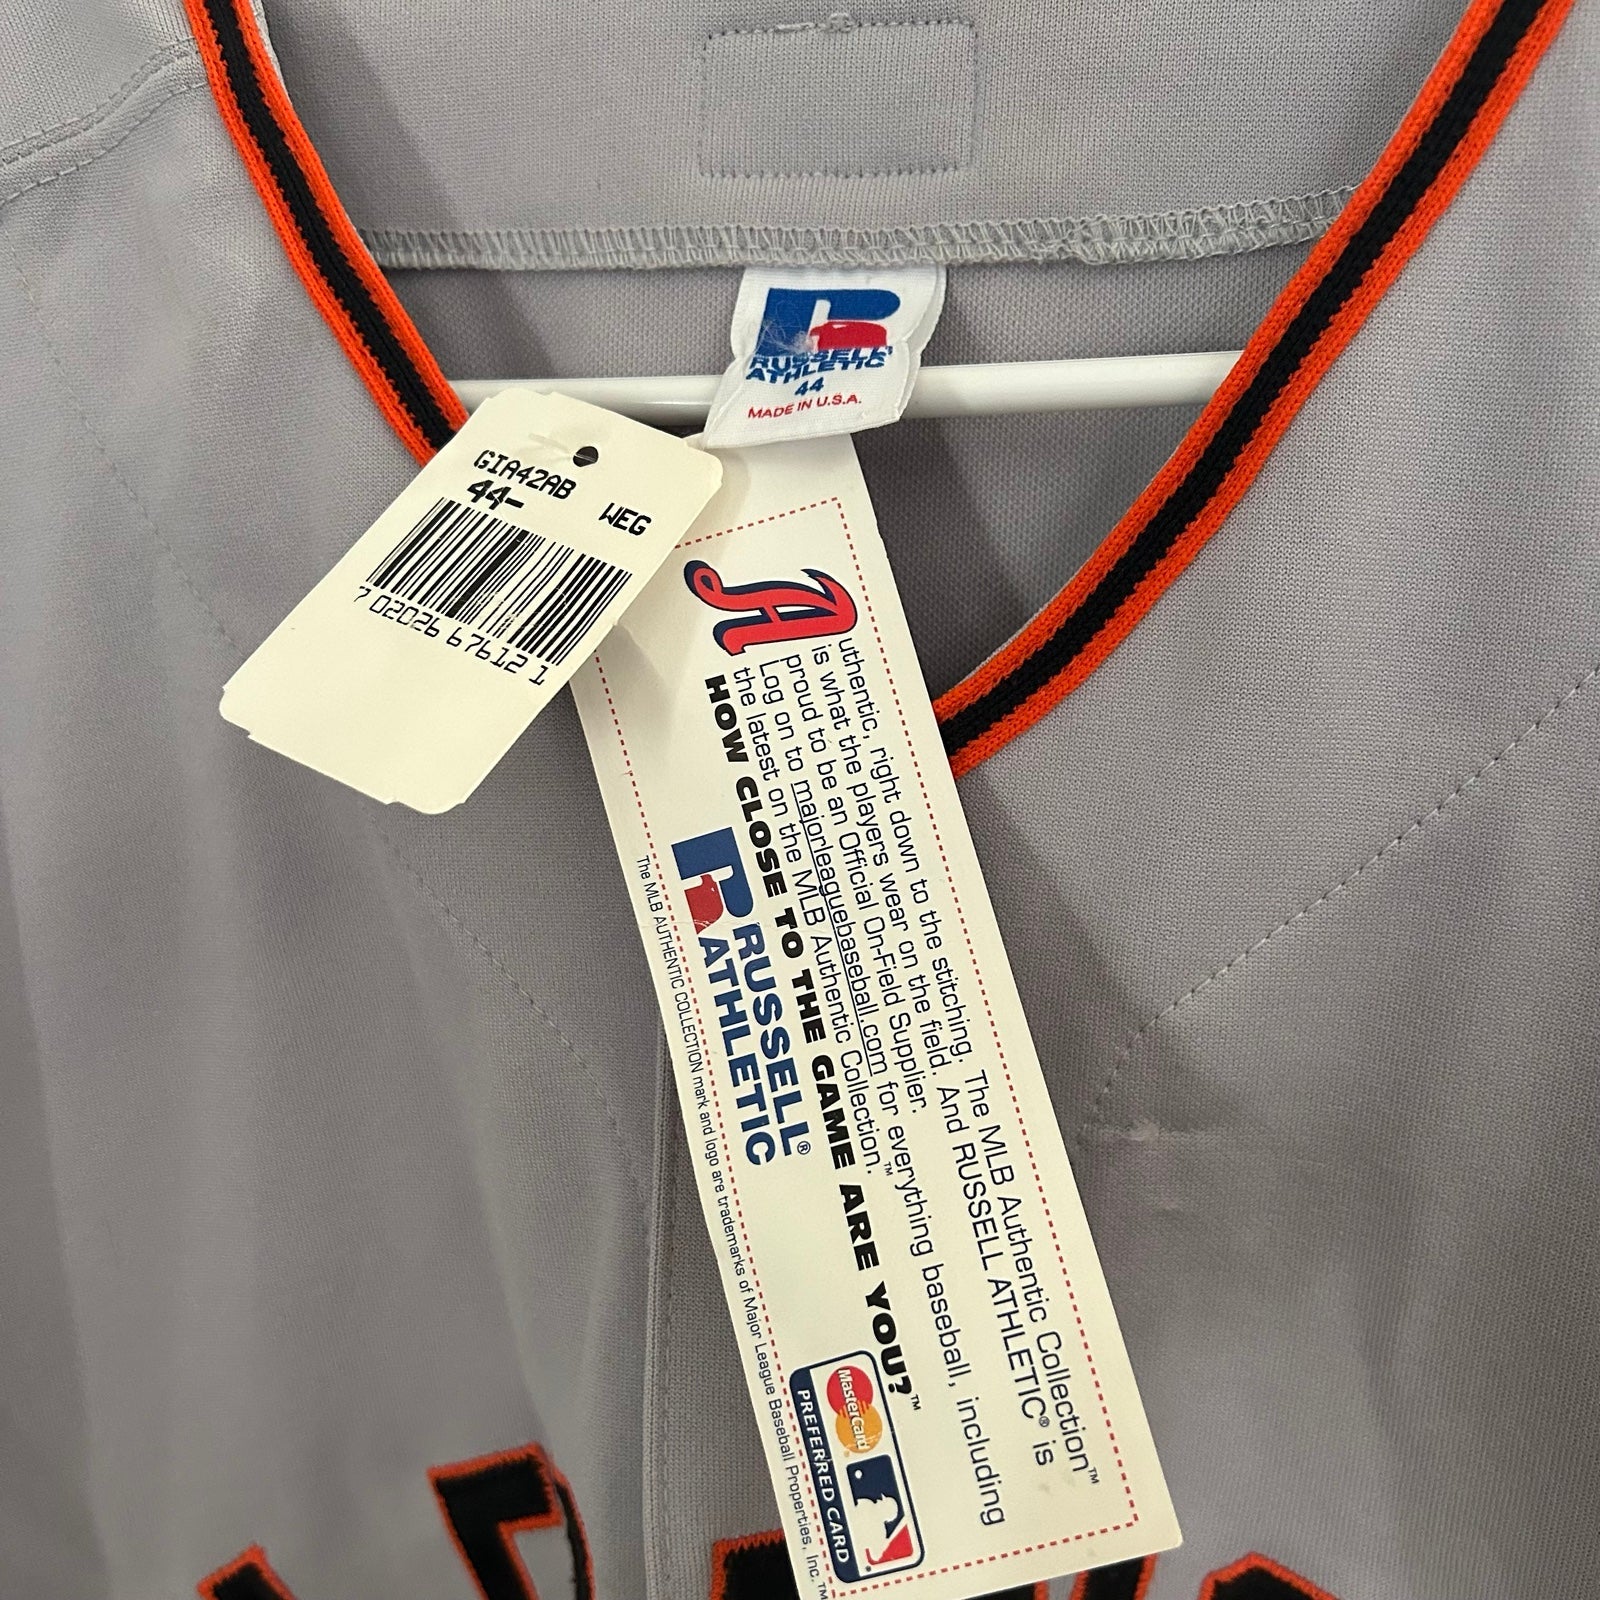 RUSSELL
ATHLETIC
44
MADE IN U.S.A.
GIA42AB
44-
WEG
7 02026 67612 1
Authentic, right down to the stitching. The MLB Authentic Collection™
is what the players wear on the field. And RUSSELL ATHLETIC® is
proud to be an Official On-Field Supplier.
Log on to majorleaguebaseball.com for everything baseball, including
the latest on the MLB Authentic Collection.™
HOW CLOSE TO THE GAME ARE YOU?™
RUSSELL®
ATHLETIC
MasterCard
PREFERRED CARD
The MLB AUTHENTIC COLLECTION mark and logo are trademarks of Major League Baseball Properties, Inc.™